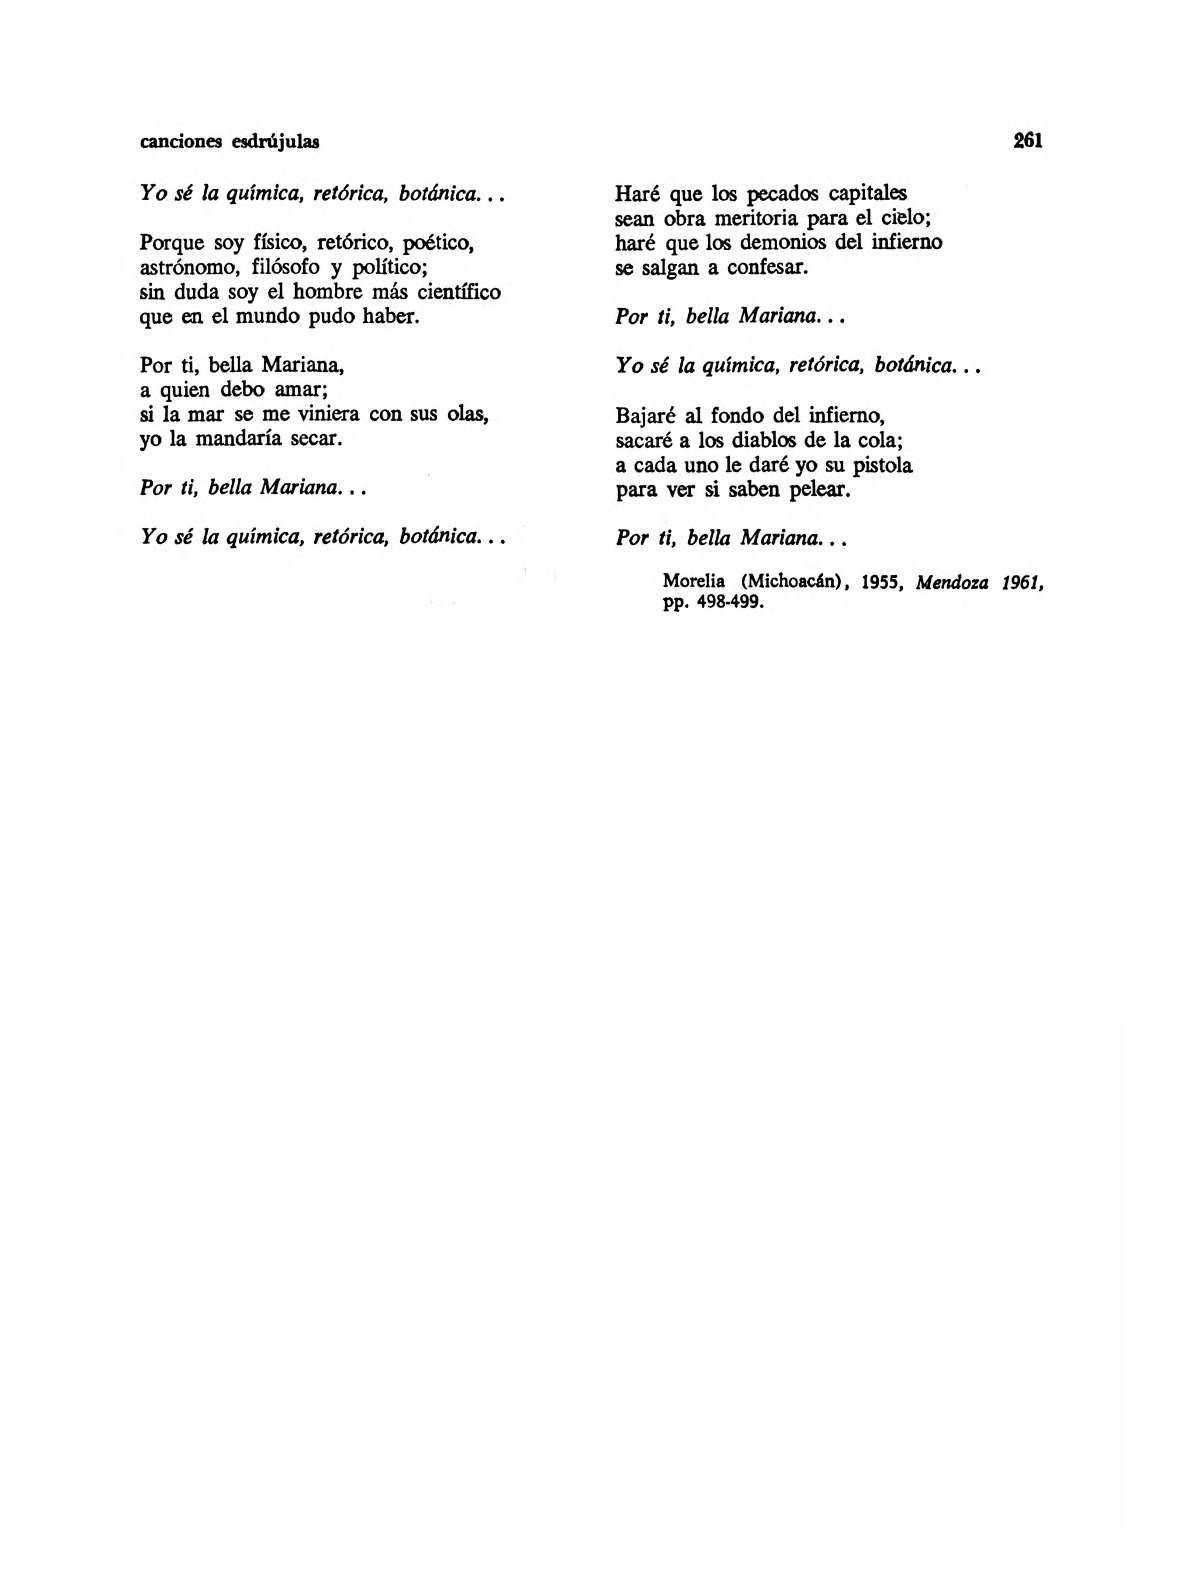 canciones esdrújulas 261
Yo sé la química, retórica, botánica...
Porque soy físico, retórico, poético,
astrónomo, filósofo y político;
sin duda soy el hombre más científico
que en el mundo pudo haber.
Por ti, bella Mariana,
a quien debo amar;
si la mar se me viniera con sus olas,
yo la mandaría secar.
Por ti, bella Mariana...
Yo sé la química, retórica, botánica...
Haré que los pecados capitales
sean obra meritoria para el cielo;
haré que los demonios del infierno
se salgan a confesar.
Por ti, bella Mariana...
Yo sé la química, retórica, botánica...
Bajaré al fondo del infierno,
sacaré a los diablos de la cola;
a cada uno le daré yo su pistola
para ver si saben pelear.
Por ti, bella Mariana...
Morelia (Michoacán), 1955, Mendoza 1961,
pp. 498-499.